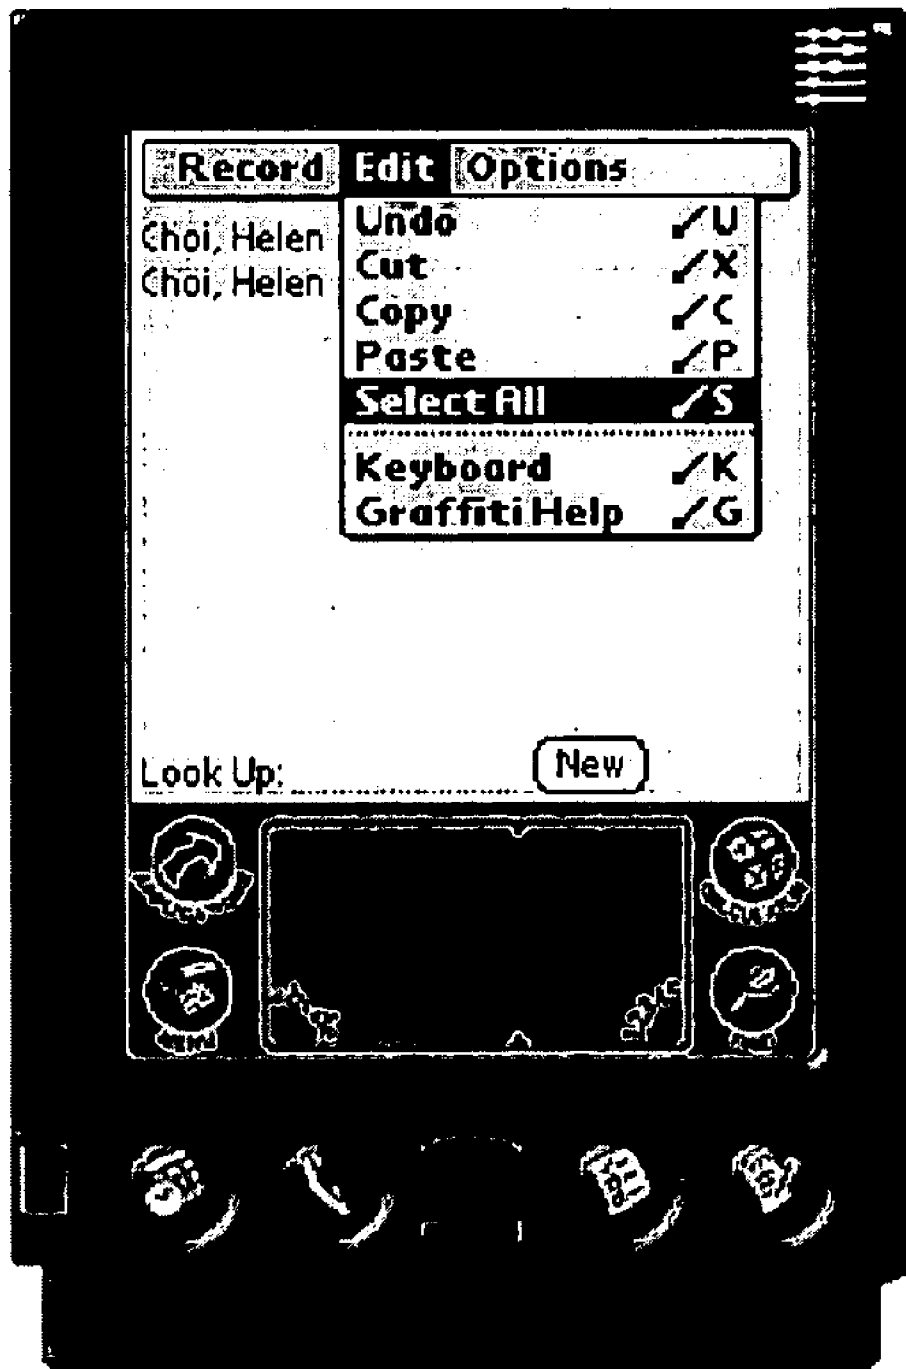 Record Edit Options
Choi, Helen
Choi, Helen
Undo /U
Cut /X
Copy /C
Paste /P
Select All /S
Keyboard /K
Graffiti Help /G
Look Up:
New